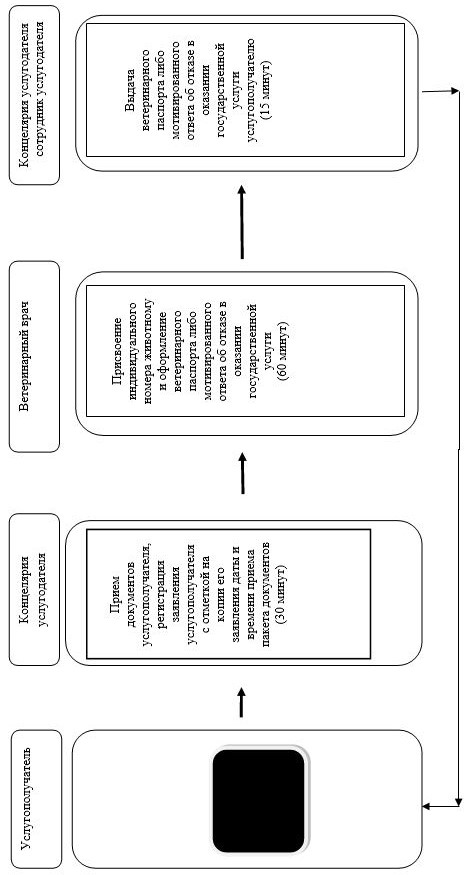 Услугополучатель
Концелярия
услугодателя
Ветеринарный врач
Концелярия услугодателя
сотрудник услугодателя
Прием
документов
услугополучателя,
регистрация
заявления
услугополучателя
с отметкой на
копии его
заявления даты и
времени приема
пакета документов
(30 минут)
Присвоение
индивидуального
номера животному
и оформление
ветеринарного
паспорта либо
мотивированного
ответа об отказе в
оказании
государственной
услуги
(60 минут)
Выдача
ветеринарного
паспорта либо
мотивированного
ответа об отказе в
оказании
государственной
услуги
услугополучателю
(15 минут)